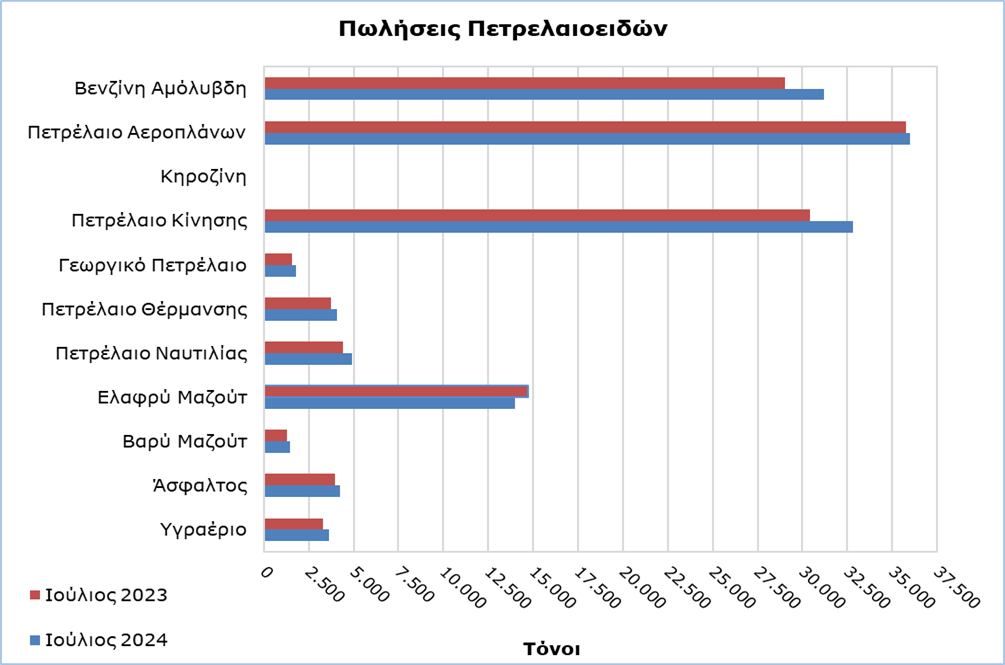 Πωλήσεις Πετρελαιοειδών
Βενζίνη Αμόλυβδη
Πετρέλαιο Αεροπλάνων
Κηροζίνη
Πετρέλαιο Κίνησης
Γεωργικό Πετρέλαιο
Πετρέλαιο Θέρμανσης
Πετρέλαιο Ναυτιλίας
Ελαφρύ Μαζούτ
Βαρύ Μαζούτ
Άσφαλτος
Υγραέριο
0 2.500 5.000 7.500 10.000 12.500 15.000 17.500 20.000 22.500 25.000 27.500 30.000 32.500 35.000 37.500
Ιούλιος 2023
Ιούλιος 2024
Τόνοι